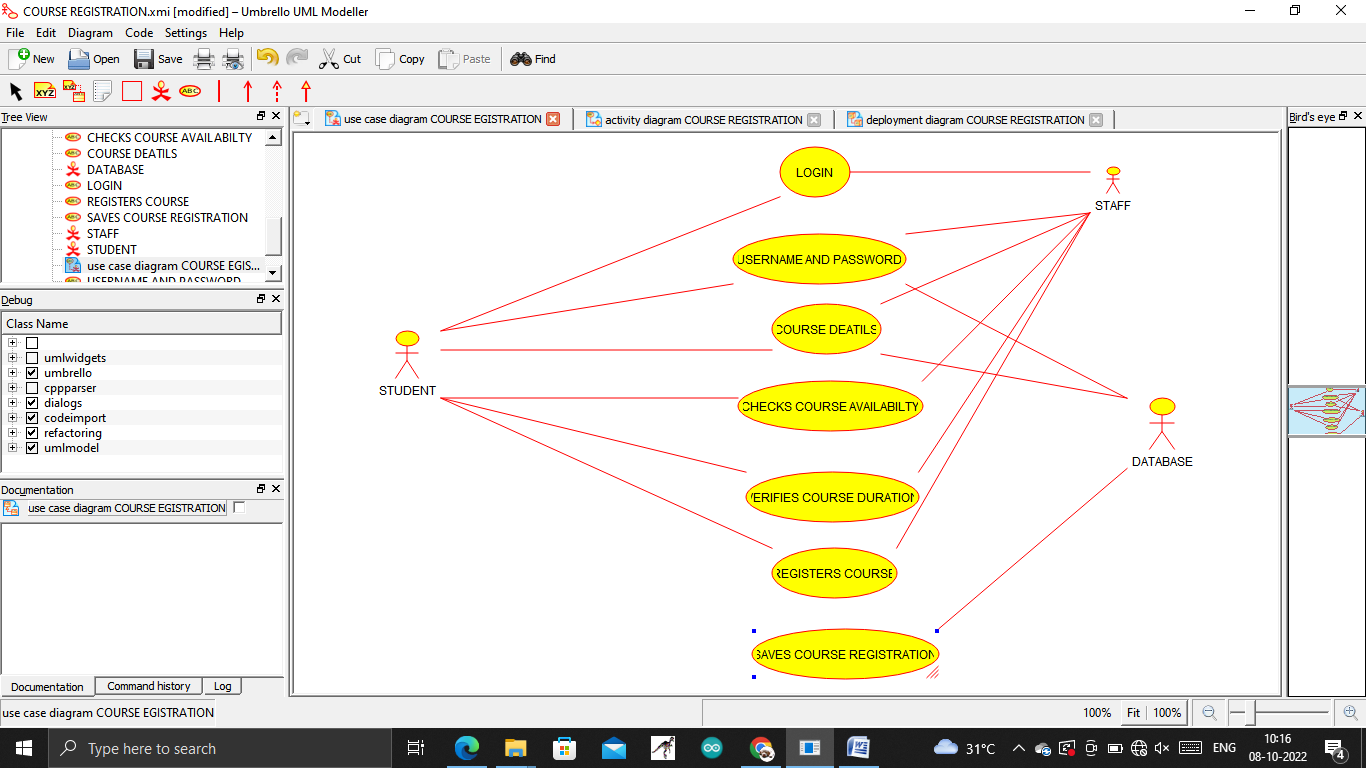 COURSE REGISTRATION.xmi [modified] – Umbrello UML Modeller
File Edit Diagram Code Settings Help
New Open Save Cut Copy Paste Find
XYZ XYZ ABC
Tree View
CHECKS COURSE AVAILABILTY
COURSE DEATILS
DATABASE
LOGIN
REGISTERS COURSE
SAVES COURSE REGISTRATION
STAFF
STUDENT
use case diagram COURSE EGIS...
USERNAME AND PASSWORD
Debug
Class Name
umlwidgets
umbrello
cppparser
dialogs
codeimport
refactoring
umlmodel
Documentation
use case diagram COURSE EGISTRATION
Documentation Command history Log
use case diagram COURSE EGISTRATION activity diagram COURSE REGISTRATION deployment diagram COURSE REGISTRATION
Bird's eye
LOGIN
STAFF
USERNAME AND PASSWORD
COURSE DEATILS
STUDENT
CHECKS COURSE AVAILABILTY
DATABASE
VERIFIES COURSE DURATION
REGISTERS COURSE
SAVES COURSE REGISTRATION
use case diagram COURSE EGISTRATION
100% Fit 100%
Type here to search
31°C
ENG
10:16
08-10-2022
4